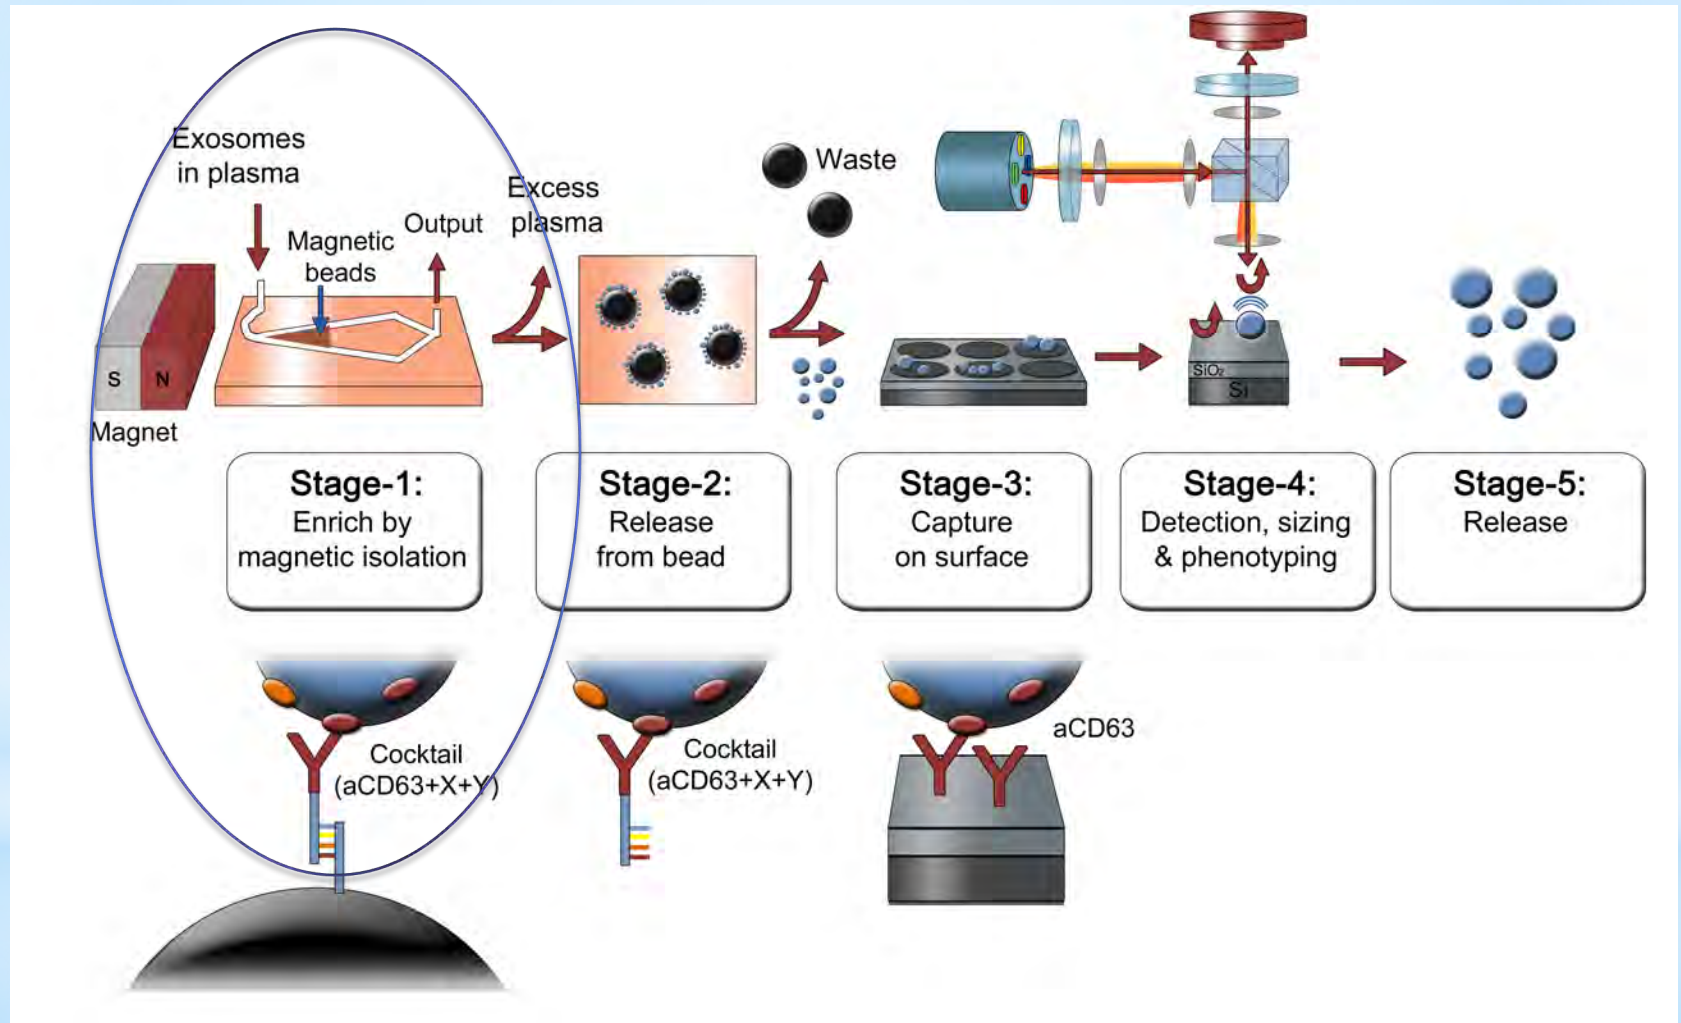 Exosomes
in plasma
Magnetic
beads
Output
Excess
plasma
Waste
S N
Magnet
SiO₂
Si
Stage-1:
Enrich by
magnetic isolation
Stage-2:
Release
from bead
Stage-3:
Capture
on surface
Stage-4:
Detection, sizing
& phenotyping
Stage-5:
Release
Cocktail
(aCD63+X+Y)
Cocktail
(aCD63+X+Y)
aCD63